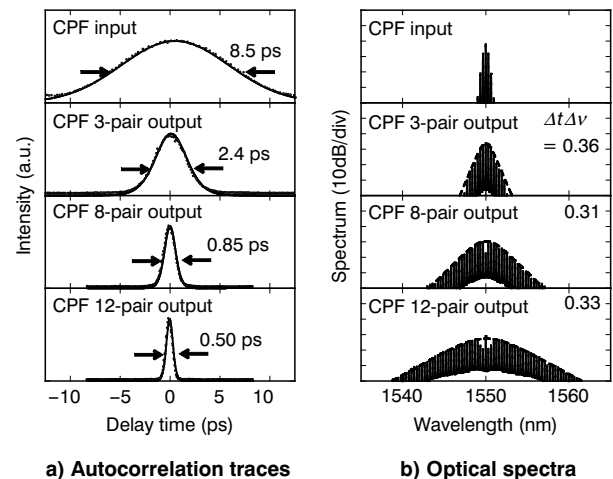 CPF input
8.5 ps
CPF 3-pair output
2.4 ps
CPF 8-pair output
0.85 ps
CPF 12-pair output
0.50 ps
Intensity (a.u.)
−10 −5 0 5 10
Delay time (ps)
a) Autocorrelation traces
CPF input
CPF 3-pair output
ΔtΔν
= 0.36
CPF 8-pair output
0.31
CPF 12-pair output
0.33
Spectrum (10dB/div)
1540 1550 1560
Wavelength (nm)
b) Optical spectra